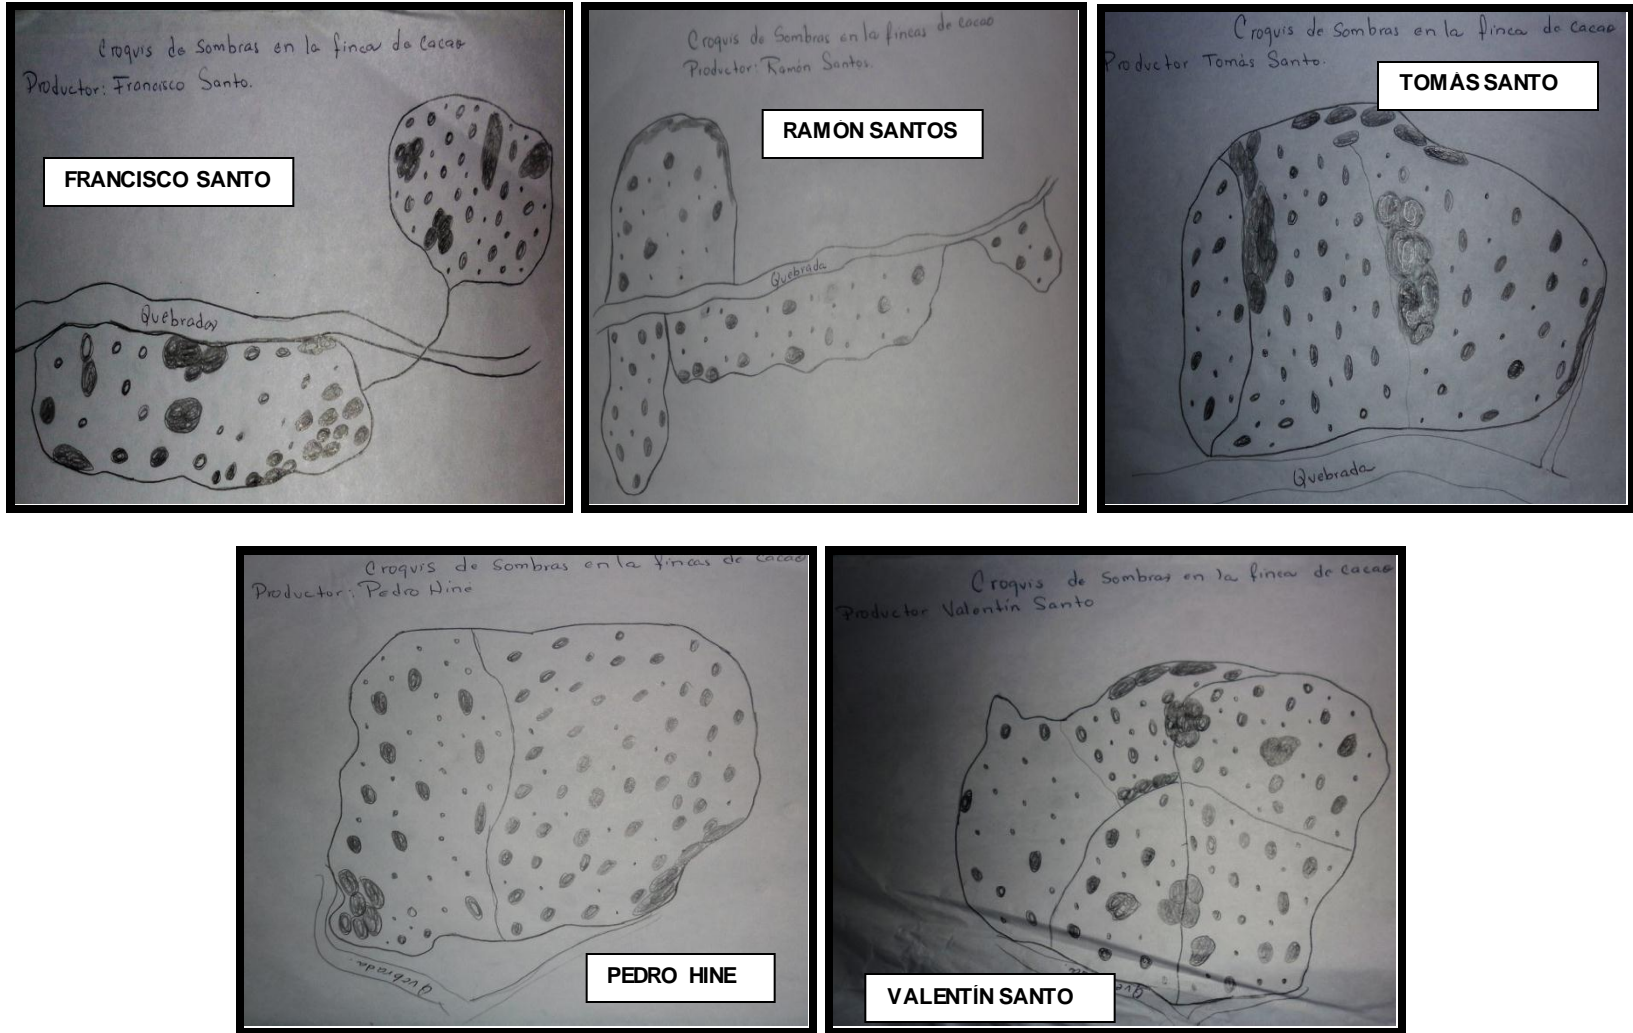 Croquis de Sombras en la finca de Cacao
Productor: Francisco Santo.
FRANCISCO SANTO
Quebrada
Croquis de Sombras en la fincas de cacao
Productor: Ramón Santos.
RAMÓN SANTOS
Quebrada
Croquis de Sombras en la finca de cacao
Productor Tomás Santo.
TOMÁS SANTO
Quebrada
Croquis de Sombras en la fincas de cacao
Productor: Pedro Hine
Quebrada.
PEDRO HINE
Croquis de Sombras en la finca de cacao
Productor Valentín Santo
VALENTÍN SANTO